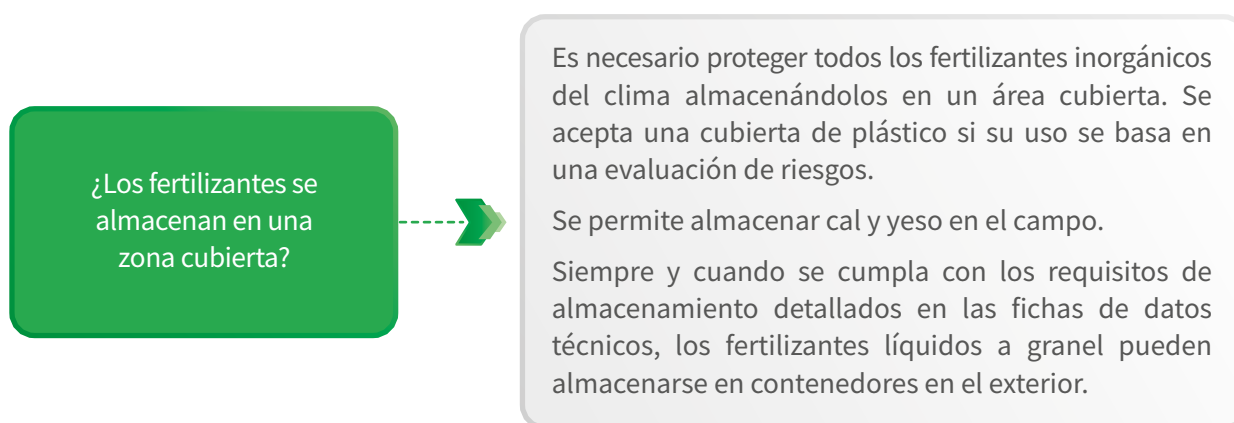 ¿Los fertilizantes se
almacenan en una
zona cubierta?
Es necesario proteger todos los fertilizantes inorgánicos
del clima almacenándolos en un área cubierta. Se
acepta una cubierta de plástico si su uso se basa en
una evaluación de riesgos.
Se permite almacenar cal y yeso en el campo.
Siempre y cuando se cumpla con los requisitos de
almacenamiento detallados en las fichas de datos
técnicos, los fertilizantes líquidos a granel pueden
almacenarse en contenedores en el exterior.